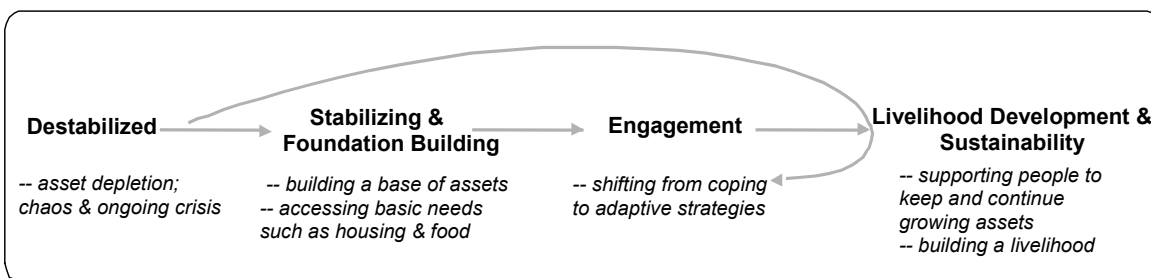 Destabilized
-- asset depletion;
chaos & ongoing crisis
Stabilizing &
Foundation Building
-- building a base of assets
-- accessing basic needs
such as housing & food
Engagement
-- shifting from coping
to adaptive strategies
Livelihood Development &
Sustainability
-- supporting people to
keep and continue
growing assets
-- building a livelihood